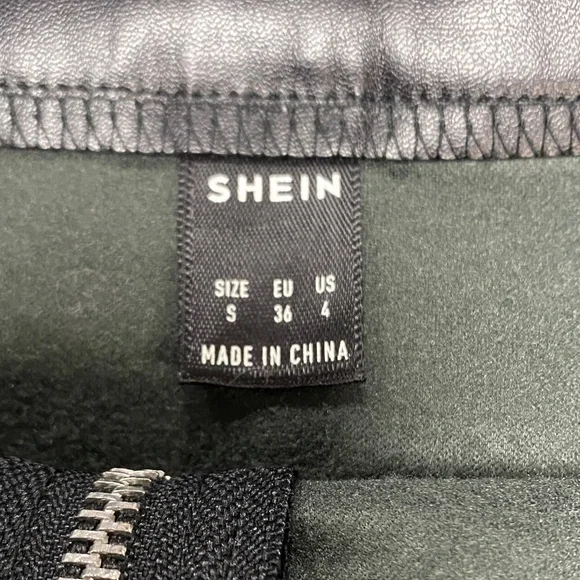 SHEIN
SIZE EU US
S 36 4
MADE IN CHINA